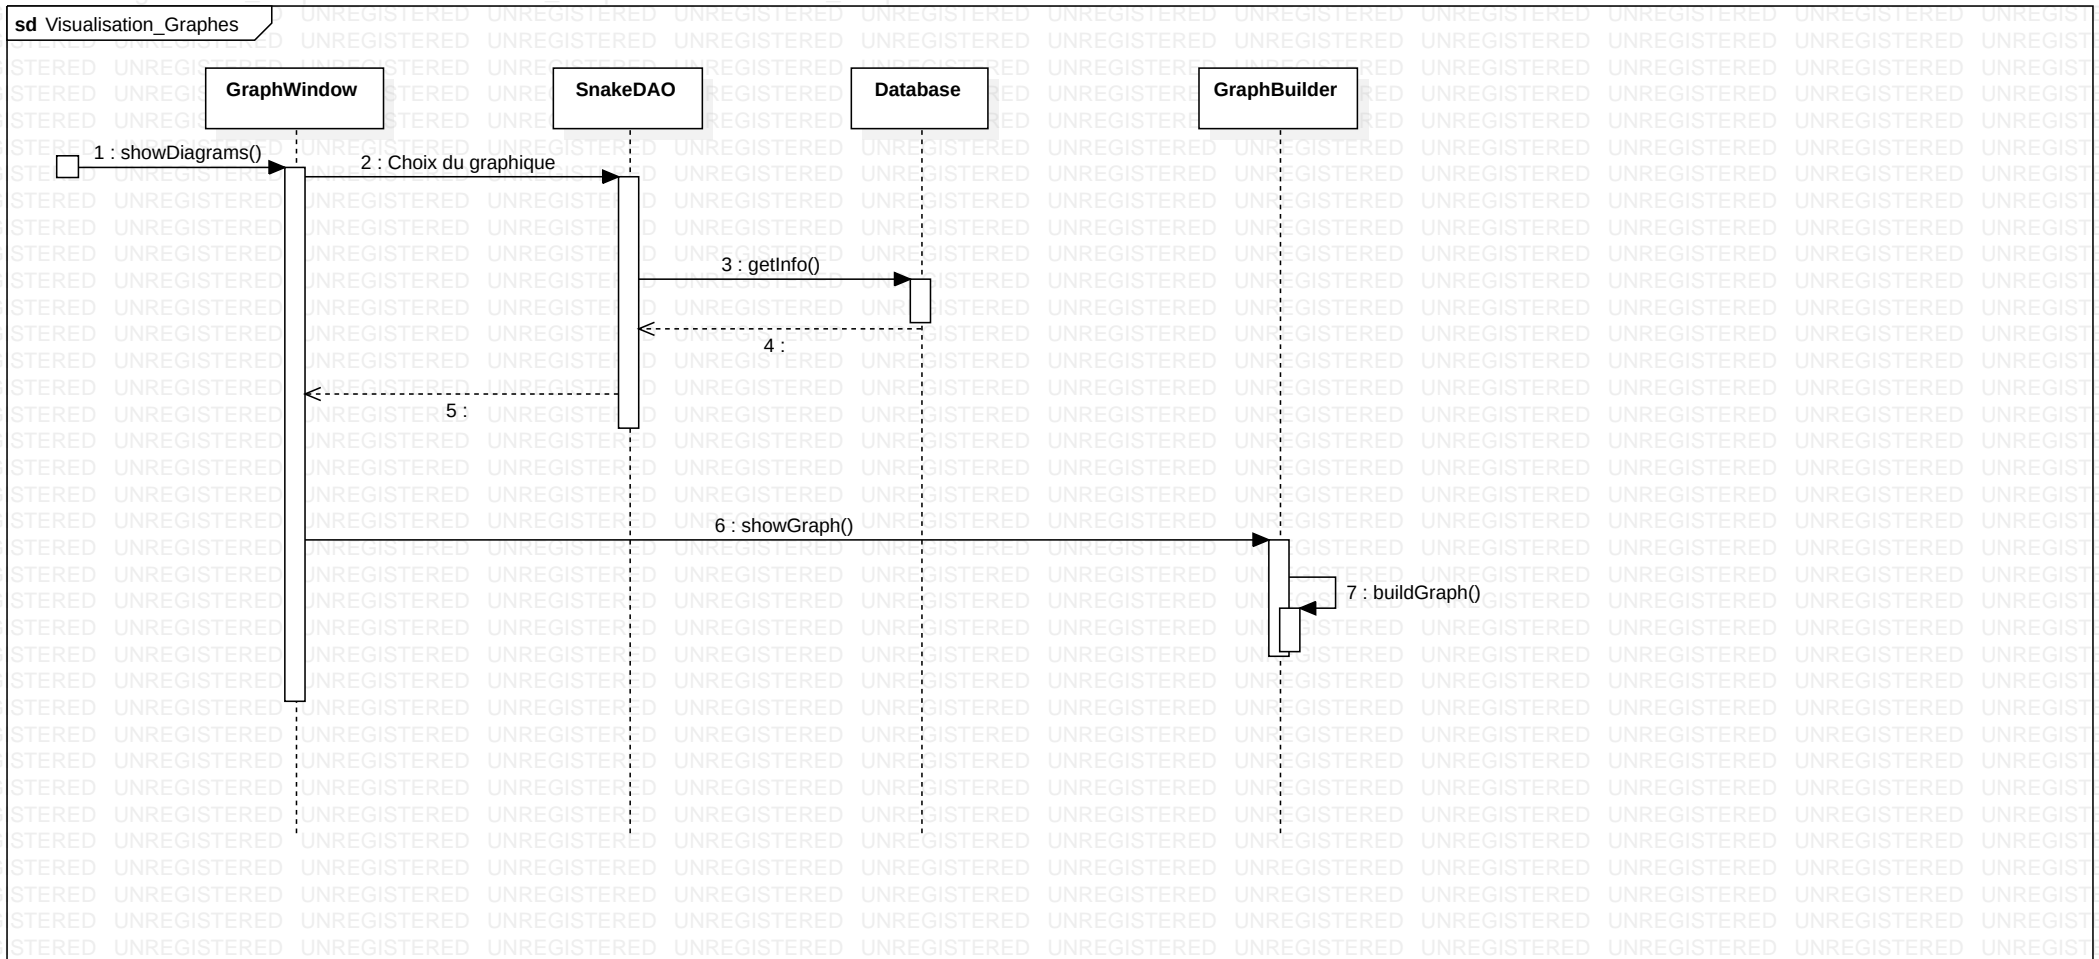 sd Visualisation_Graphes
GraphWindow
SnakeDAO
Database
GraphBuilder
1 : showDiagrams()
2 : Choix du graphique
3 : getInfo()
4 :
5 :
6 : showGraph()
7 : buildGraph()
UNREGISTERED